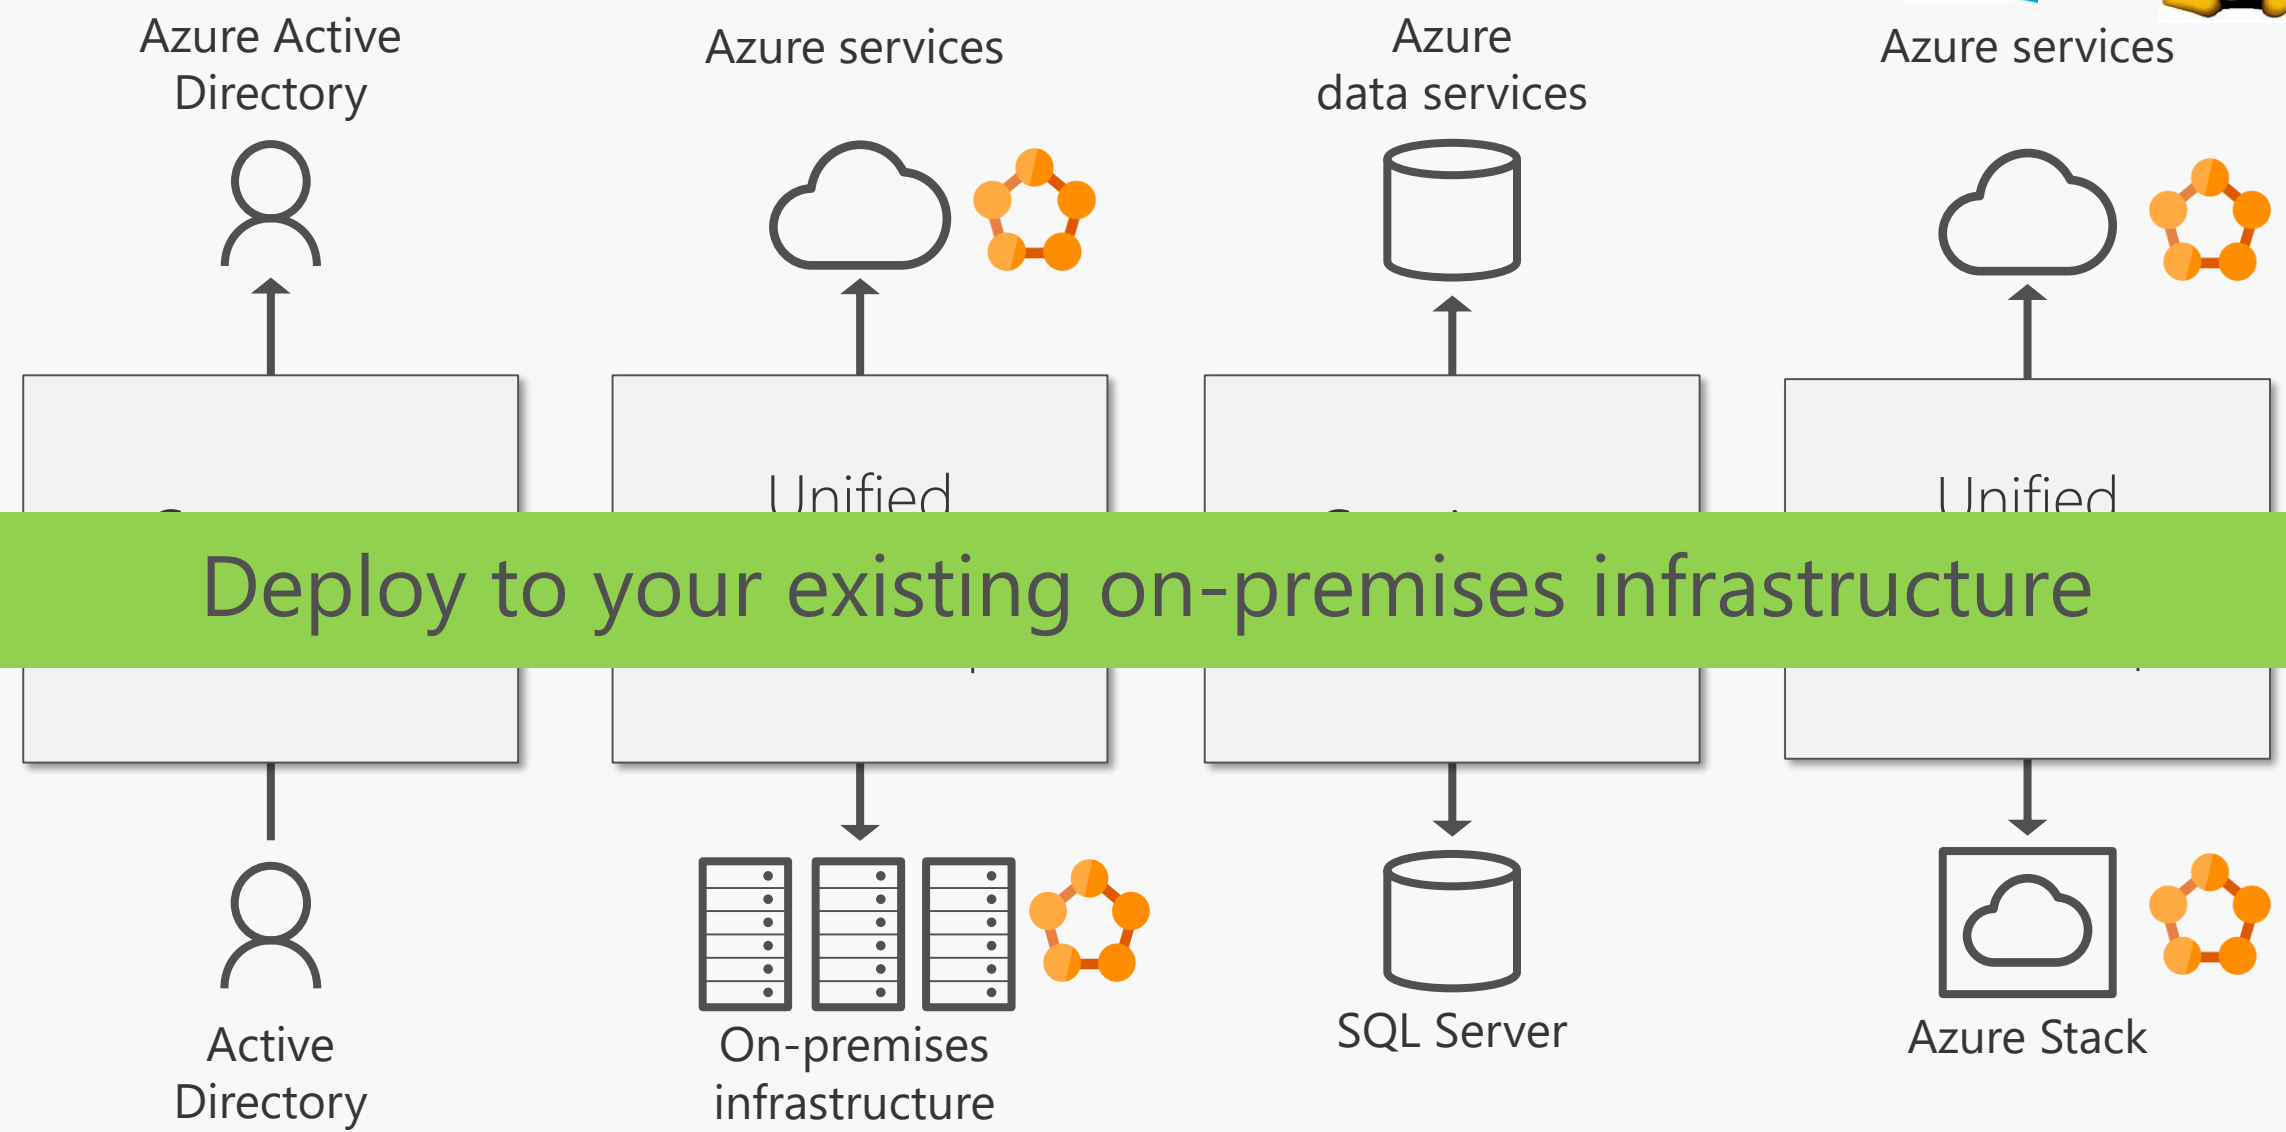 Azure Active
Directory
Azure services
Azure
data services
Azure services
Unified
Unified
Deploy to your existing on-premises infrastructure
Active
Directory
On-premises
infrastructure
SQL Server
Azure Stack